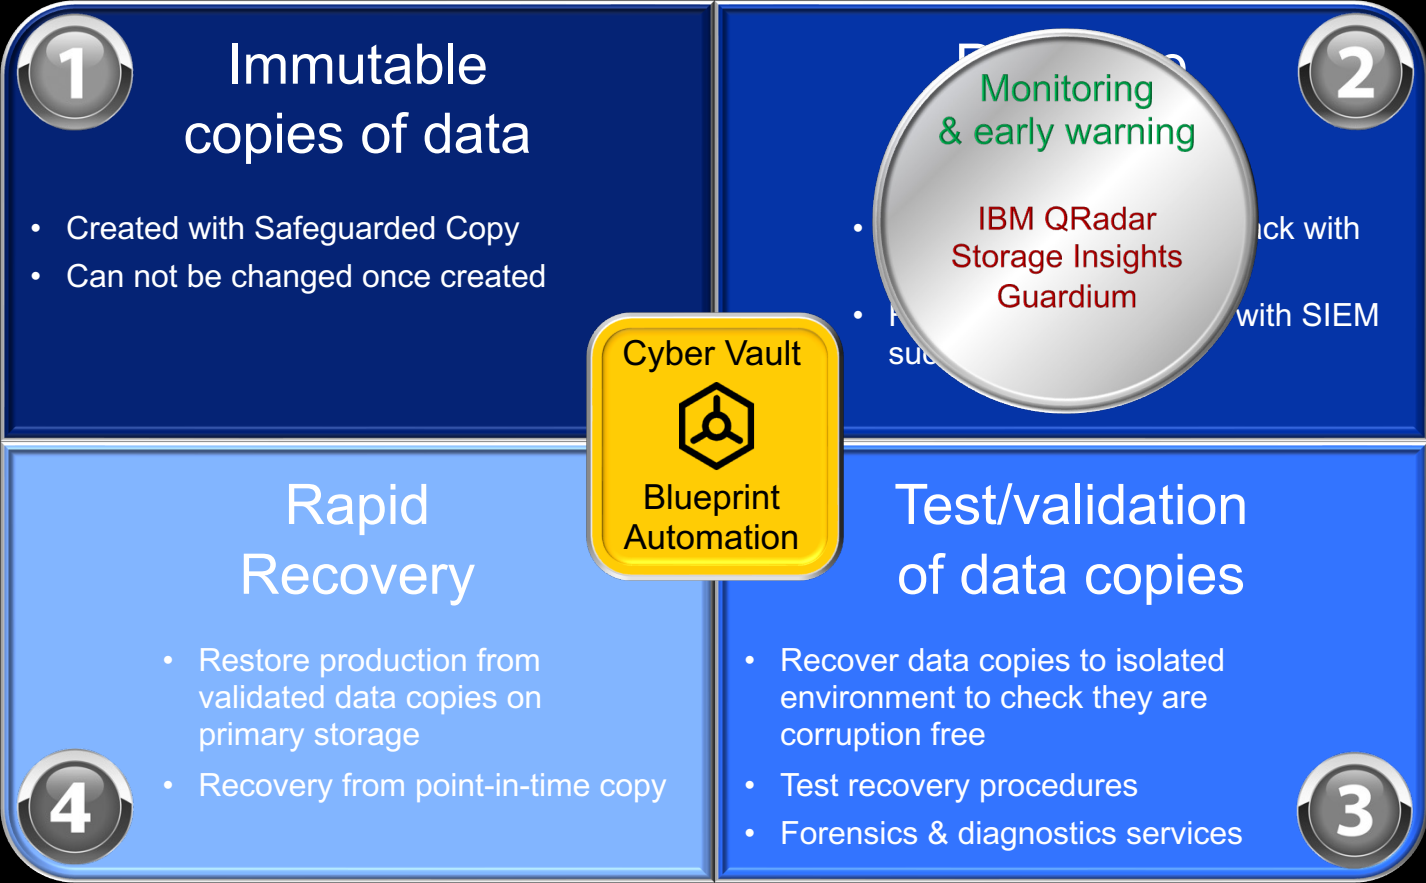 1
Immutable
copies of data
• Created with Safeguarded Copy
• Can not be changed once created
2
Monitoring
& early warning
IBM QRadar
Storage Insights
Guardium
with
with SIEM
Cyber Vault
Blueprint
Automation
Rapid
Recovery
• Restore production from
validated data copies on
primary storage
• Recovery from point-in-time copy
4
Test/validation
of data copies
• Recover data copies to isolated
environment to check they are
corruption free
• Test recovery procedures
• Forensics & diagnostics services
3